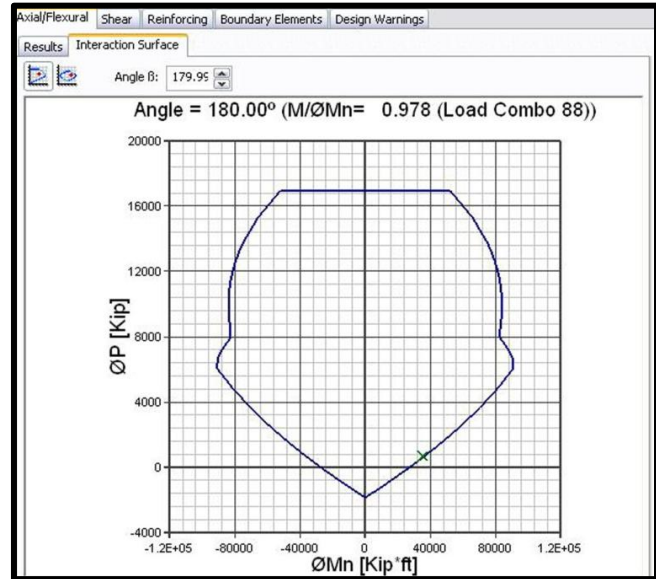 Axial/Flexural Shear Reinforcing Boundary Elements Design Warnings
Results Interaction Surface
Angle ß: 179.99
Angle = 180.00º (M/ØMn= 0.978 (Load Combo 88))
20000
16000
12000
8000
4000
0
-4000
ØP [Kip]
-1.2E+05 -80000 -40000 0 40000 80000 1.2E+05
ØMn [Kip*ft]